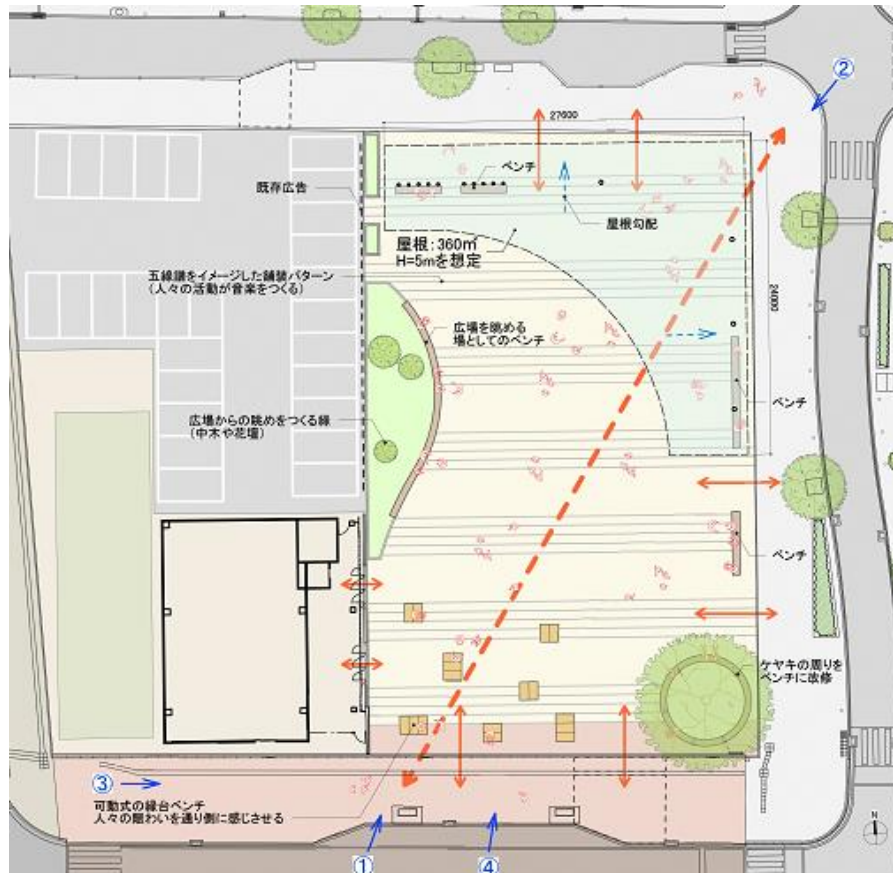 ②
27600
ベンチ
既存広告
屋根勾配
屋根:360㎡
H=5mを想定
五線譜をイメージした舗装パターン
(人々の活動が音楽をつくる)
24000
広場を眺める
場としてのベンチ
ベンチ
広場からの眺めをつくる緑
(中木や花壇)
ベンチ
ケヤキの周りを
ベンチに改修
③
可動式の縁台ベンチ
人々の賑わいを通り側に感じさせる
N
①
④